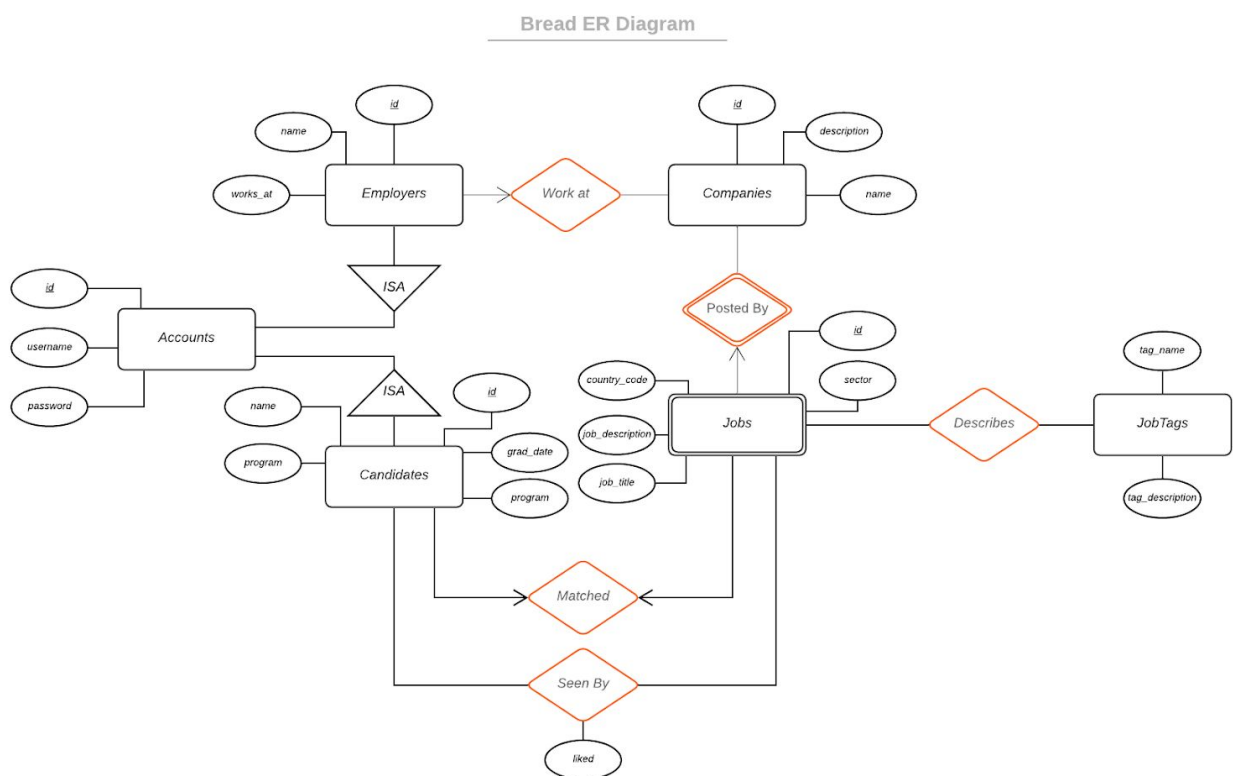 Bread ER Diagram
id
name
works_at
Employers
Work at
id
description
name
Companies
ISA
Posted By
id
username
password
Accounts
ISA
name
program
id
grad_date
program
Candidates
country_code
job_description
job_title
id
sector
Jobs
Describes
tag_name
JobTags
tag_description
Matched
Seen By
liked